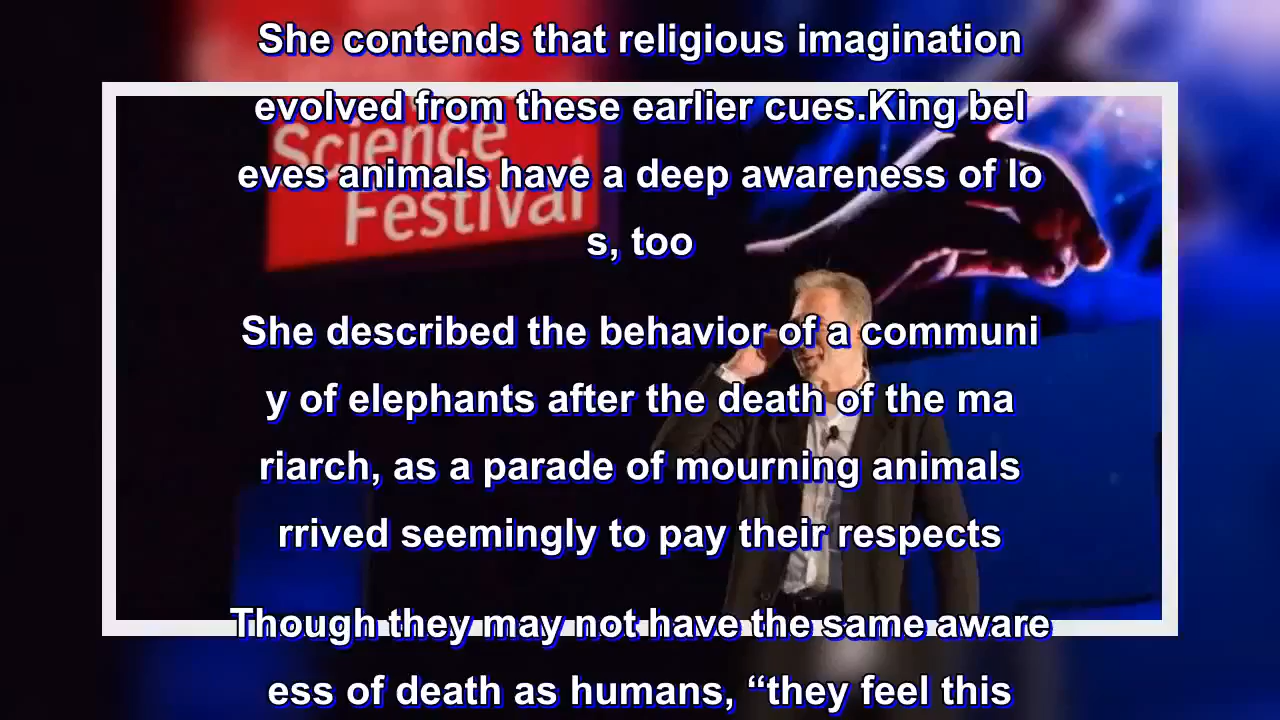 She contends that religious imagination
evolved from these earlier cues.King bel
eves animals have a deep awareness of lo
s, too
She described the behavior of a communi
y of elephants after the death of the ma
riarch, as a parade of mourning animals
rrived seemingly to pay their respects
Though they may not have the same aware
ess of death as humans, “they feel this
Science
Festival